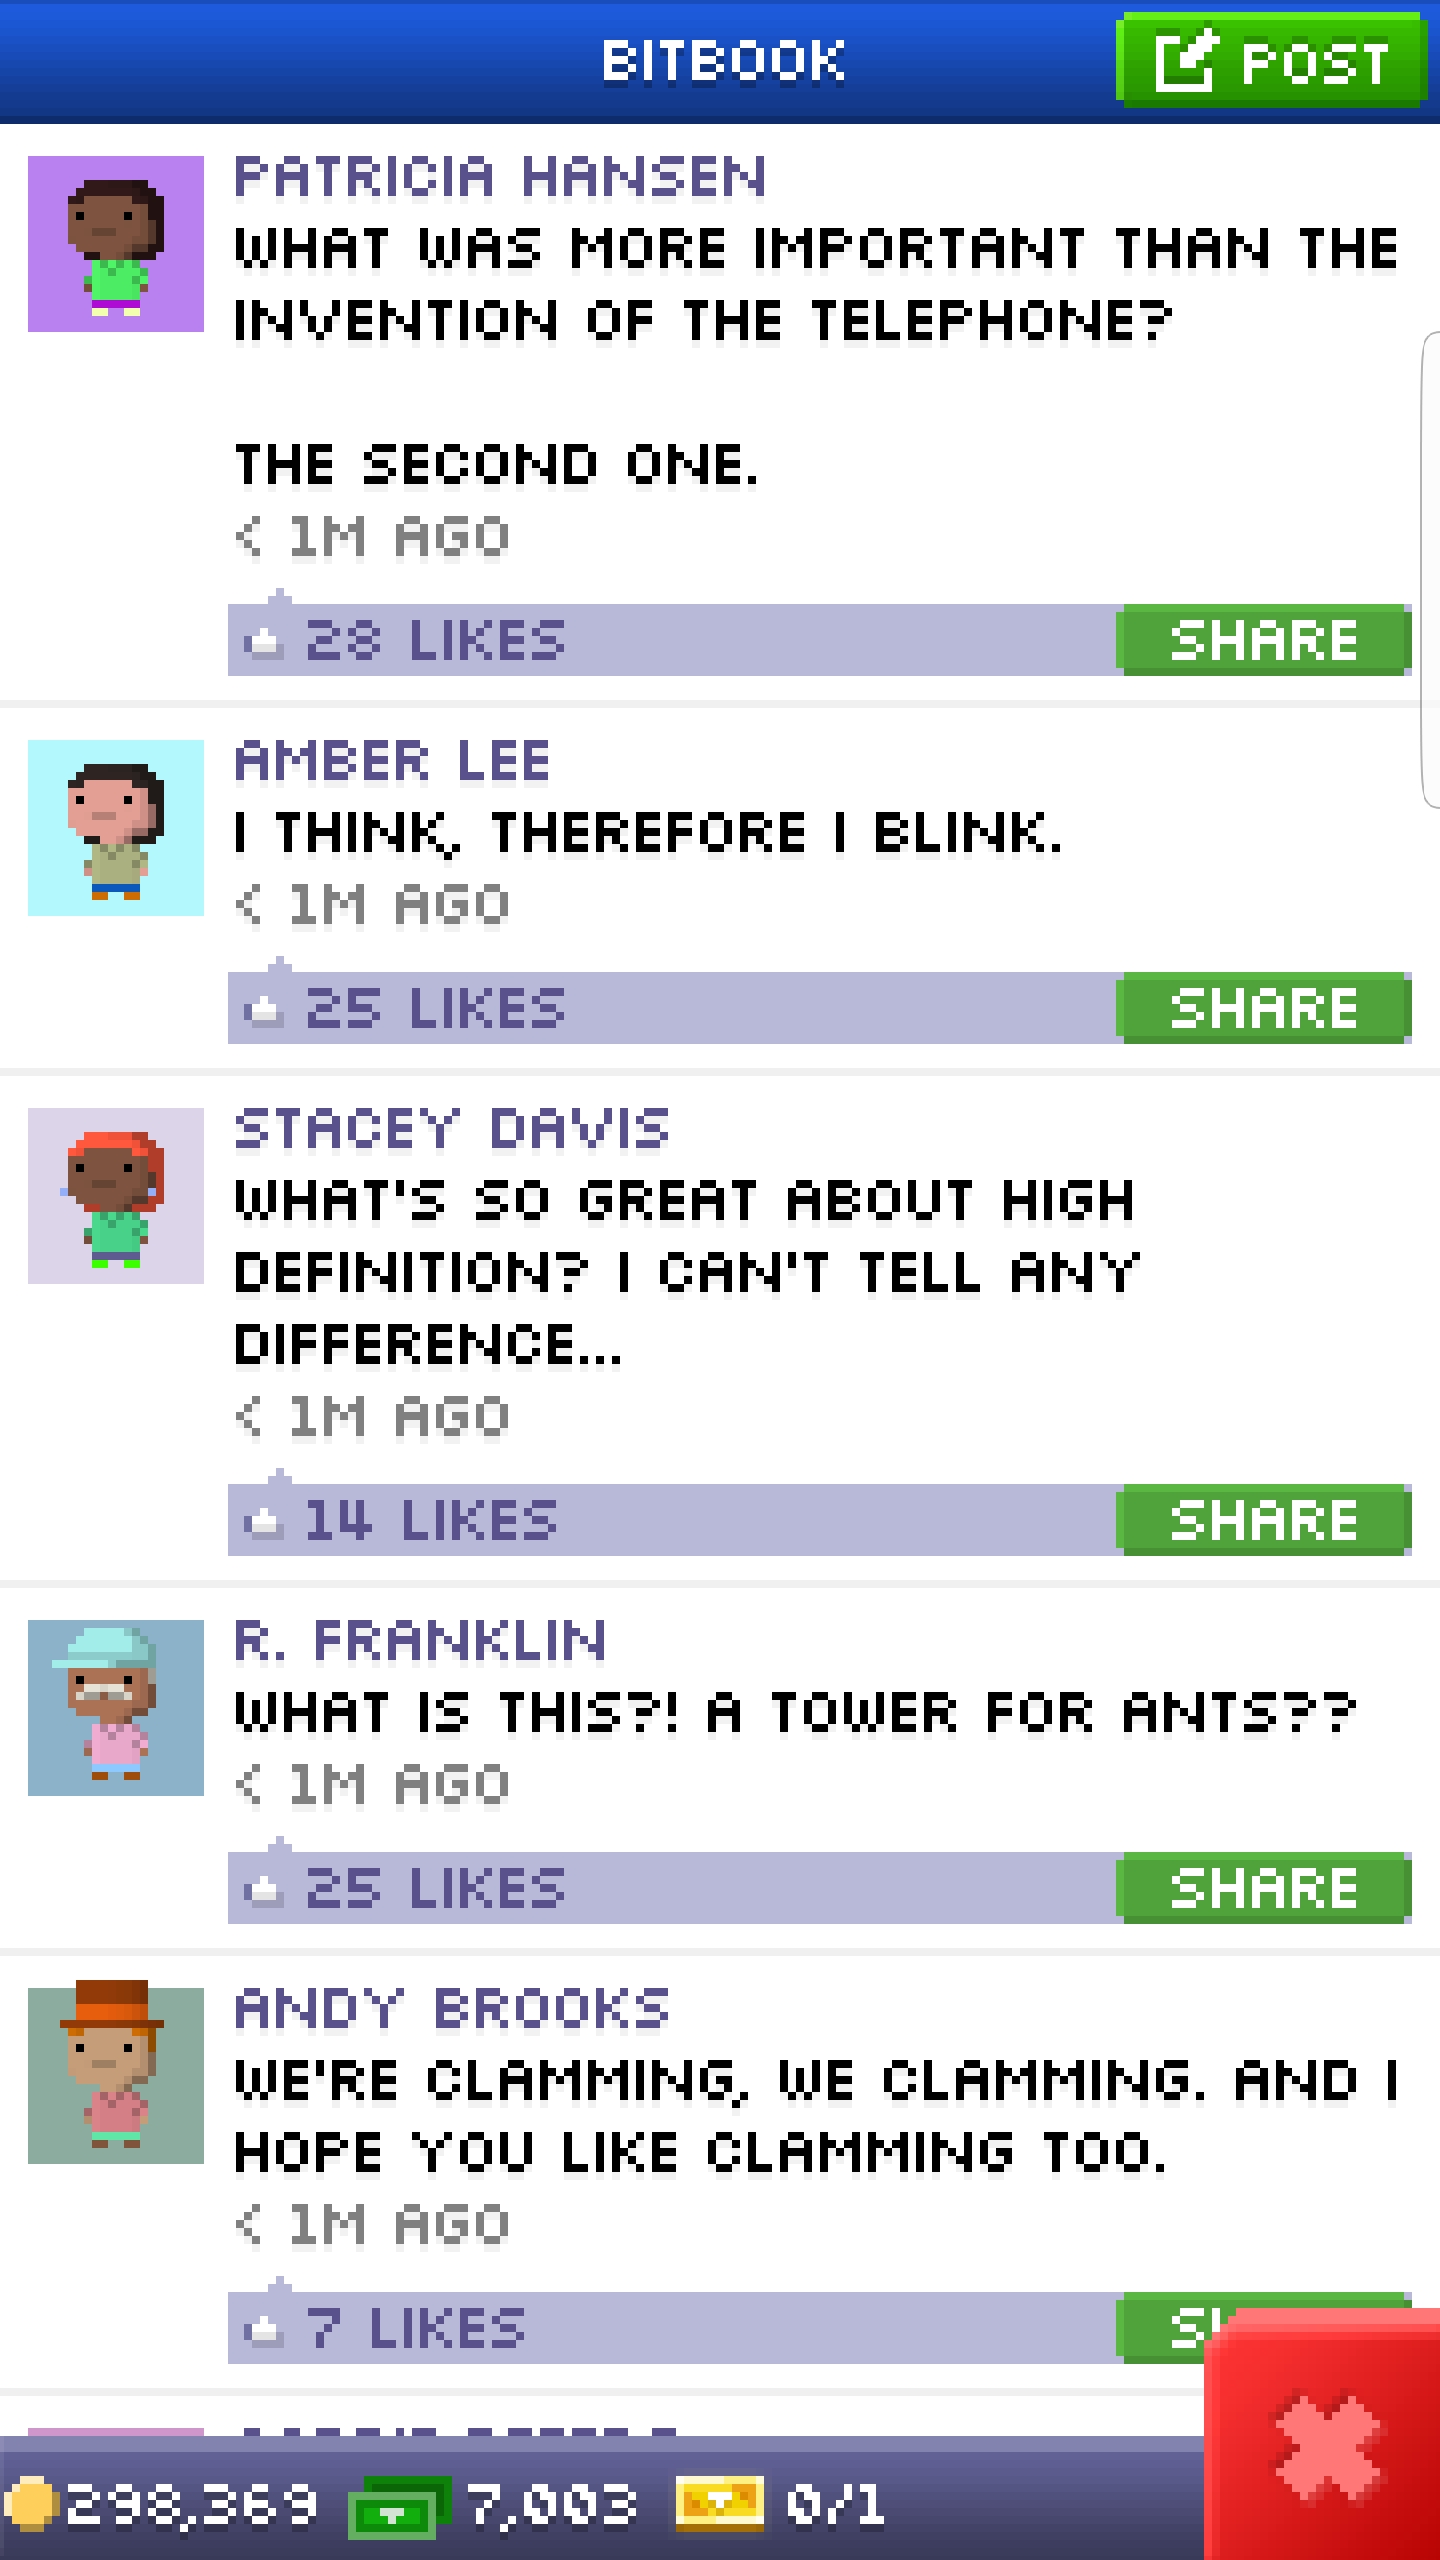 BITBOOK
POST
PATRICIA HANSEN
WHAT WAS MORE IMPORTANT THAN THE
INVENTION OF THE TELEPHONE?
THE SECOND ONE.
< 1M AGO
28 LIKES
SHARE
AMBER LEE
I THINK, THEREFORE I BLINK.
< 1M AGO
25 LIKES
SHARE
STACEY DAVIS
WHAT'S SO GREAT ABOUT HIGH
DEFINITION? I CAN'T TELL ANY
DIFFERENCE...
< 1M AGO
14 LIKES
SHARE
R. FRANKLIN
WHAT IS THIS?! A TOWER FOR ANTS??
< 1M AGO
25 LIKES
SHARE
ANDY BROOKS
WE'RE CLAMMING, WE CLAMMING. AND I
HOPE YOU LIKE CLAMMING TOO.
< 1M AGO
7 LIKES
298,369
7,003
0/1